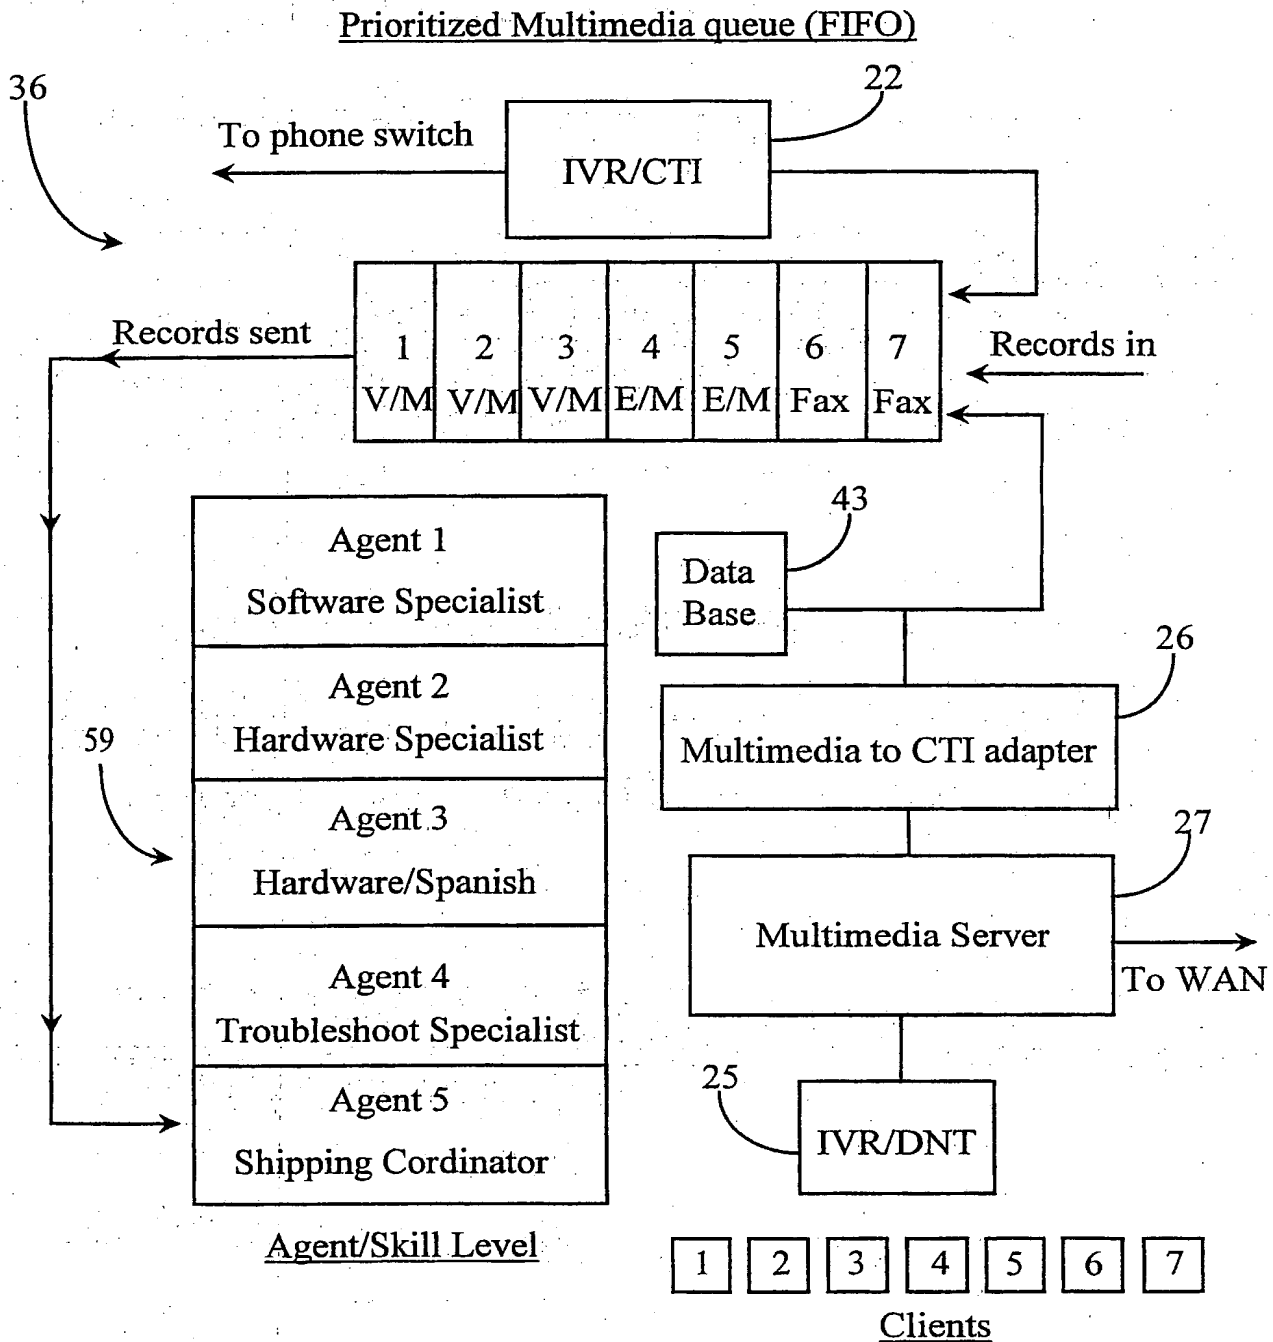 Prioritized Multimedia queue (FIFO)
36
22
To phone switch
IVR/CTI
Records sent
1 2 3 4 5 6 7
V/M V/M V/M E/M E/M Fax Fax
Records in
43
Agent 1
Software Specialist
Data
Base
26
Agent 2
Hardware Specialist
59
Multimedia to CTI adapter
Agent 3
Hardware/Spanish
27
Multimedia Server
To WAN
Agent 4
Troubleshoot Specialist
25
IVR/DNT
Agent 5
Shipping Cordinator
Agent/Skill Level
1 2 3 4 5 6 7
Clients